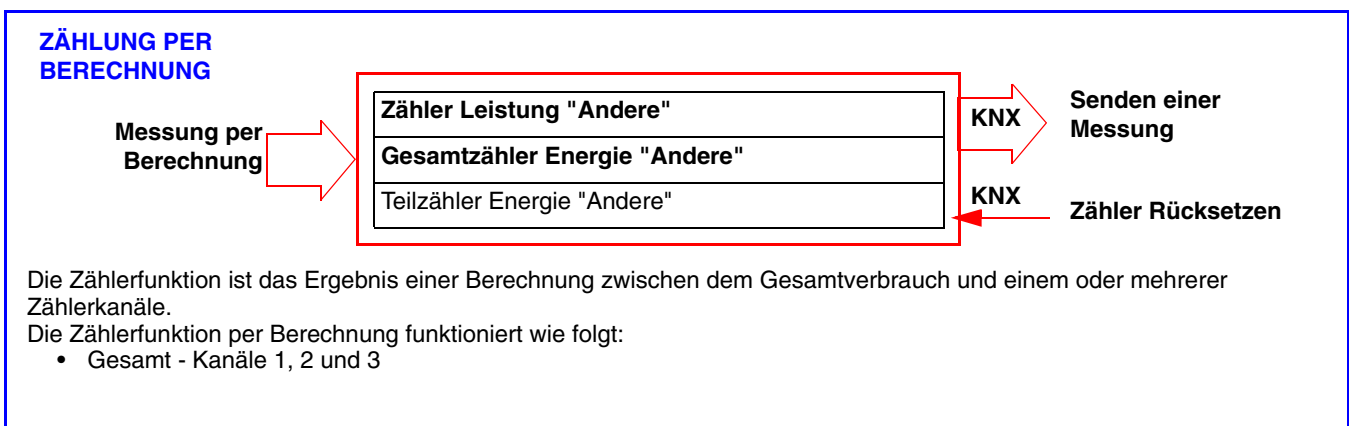 ZÄHLUNG PER
BERECHNUNG
Messung per
Berechnung
Zähler Leistung "Andere"
Gesamtzähler Energie "Andere"
Teilzähler Energie "Andere"
KNX
Senden einer
Messung
KNX
Zähler Rücksetzen
Die Zählerfunktion ist das Ergebnis einer Berechnung zwischen dem Gesamtverbrauch und einem oder mehrerer
Zählerkanäle.
Die Zählerfunktion per Berechnung funktioniert wie folgt:
• Gesamt - Kanäle 1, 2 und 3